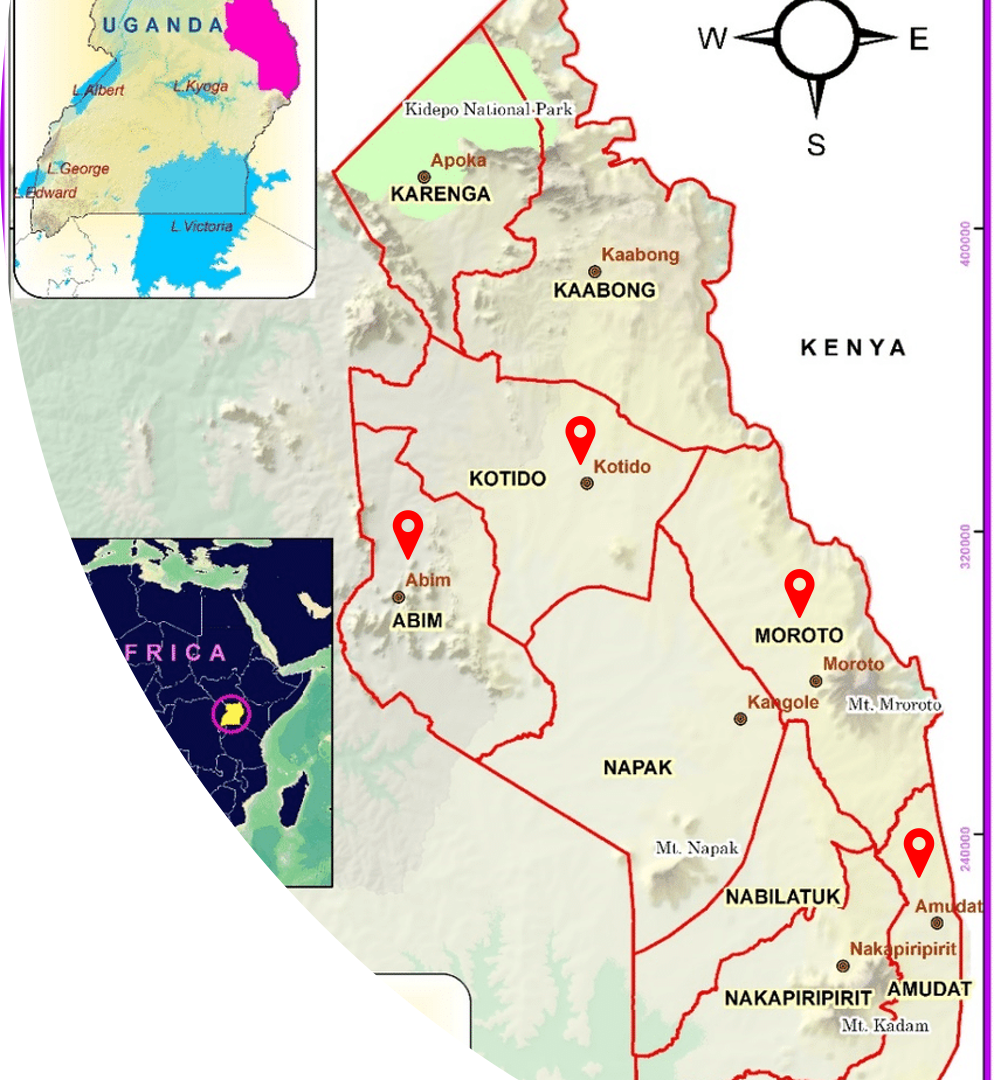 UGANDA
L.Albert
L.Kyoga
L.George
L.Edward
L.Victoria
W
E
S
Kidepo National Park
Apoka
KARENGA
Kaabong
KAABONG
400000
KENYA
Kotido
KOTIDO
320000
Abim
ABIM
MOROTO
Moroto
Mt. Mroroto
FRICA
Kangole
NAPAK
Mt. Napak
240000
NABILATUK
Amudat
Nakapiripirit
AMUDAT
NAKAPIRIPIRIT
Mt. Kadam